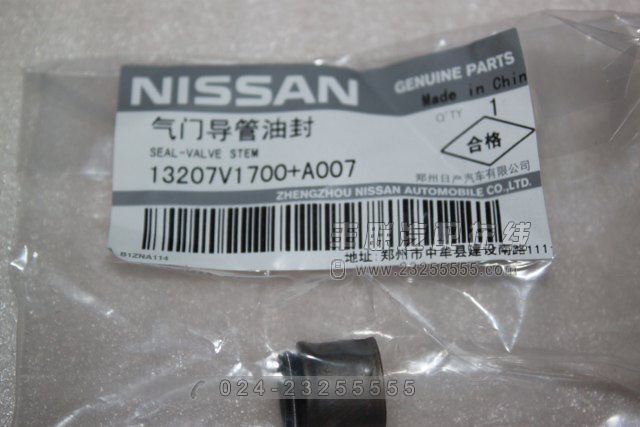 NISSAN
GENUINE PARTS
Made in Chin
气门导管油封
Q'TY 1
SEAL-VALVE STEM
合格
13207V1700+A007
郑州日产汽车有限公司
ZHENGZHOU NISSAN AUTOMOBILE CO.,LTD.
B1ZNA114
地址:郑州市中牟县建设南路111
www.23255555.com
024-23255555